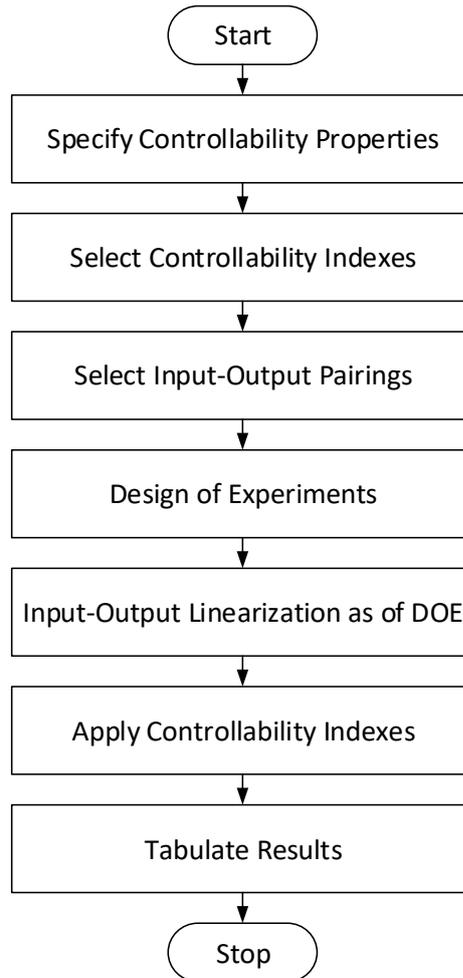 Start
Specify Controllability Properties
Select Controllability Indexes
Select Input-Output Pairings
Design of Experiments
Input-Output Linearization as of DOE
Apply Controllability Indexes
Tabulate Results
Stop